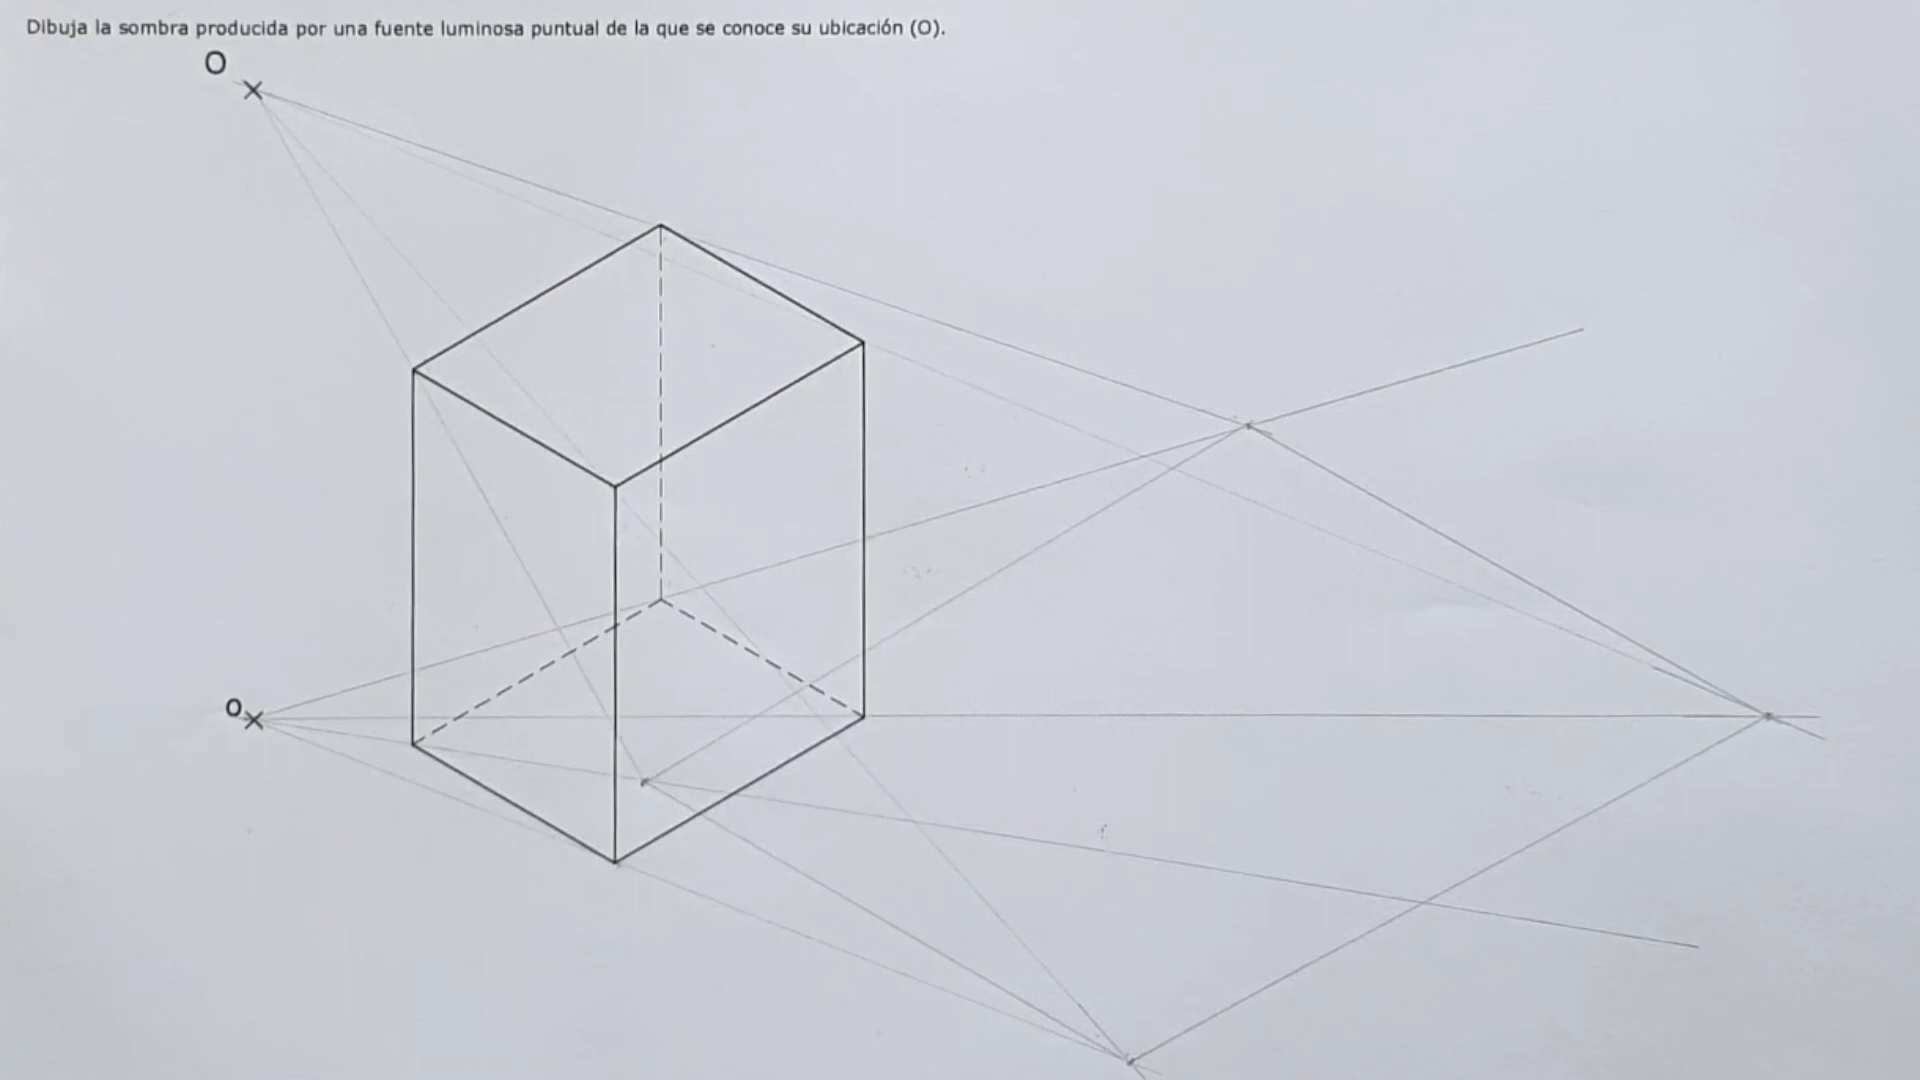 Dibuja la sombra producida por una fuente luminosa puntual de la que se conoce su ubicación (O).
O
o